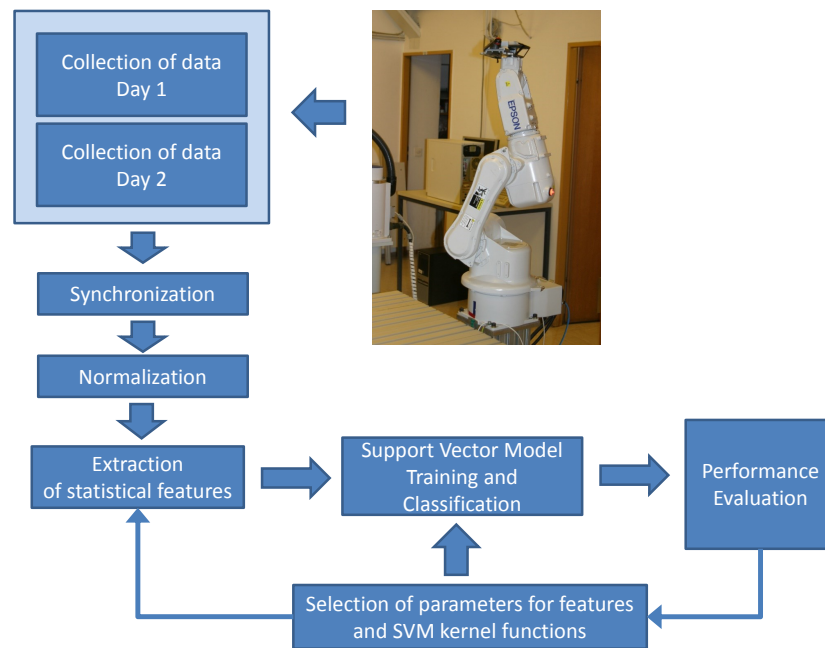 Collection of data
Day 1
Collection of data
Day 2
EPSON
Synchronization
Normalization
Extraction
of statistical features
Support Vector Model
Training and
Classification
Performance
Evaluation
Selection of parameters for features
and SVM kernel functions